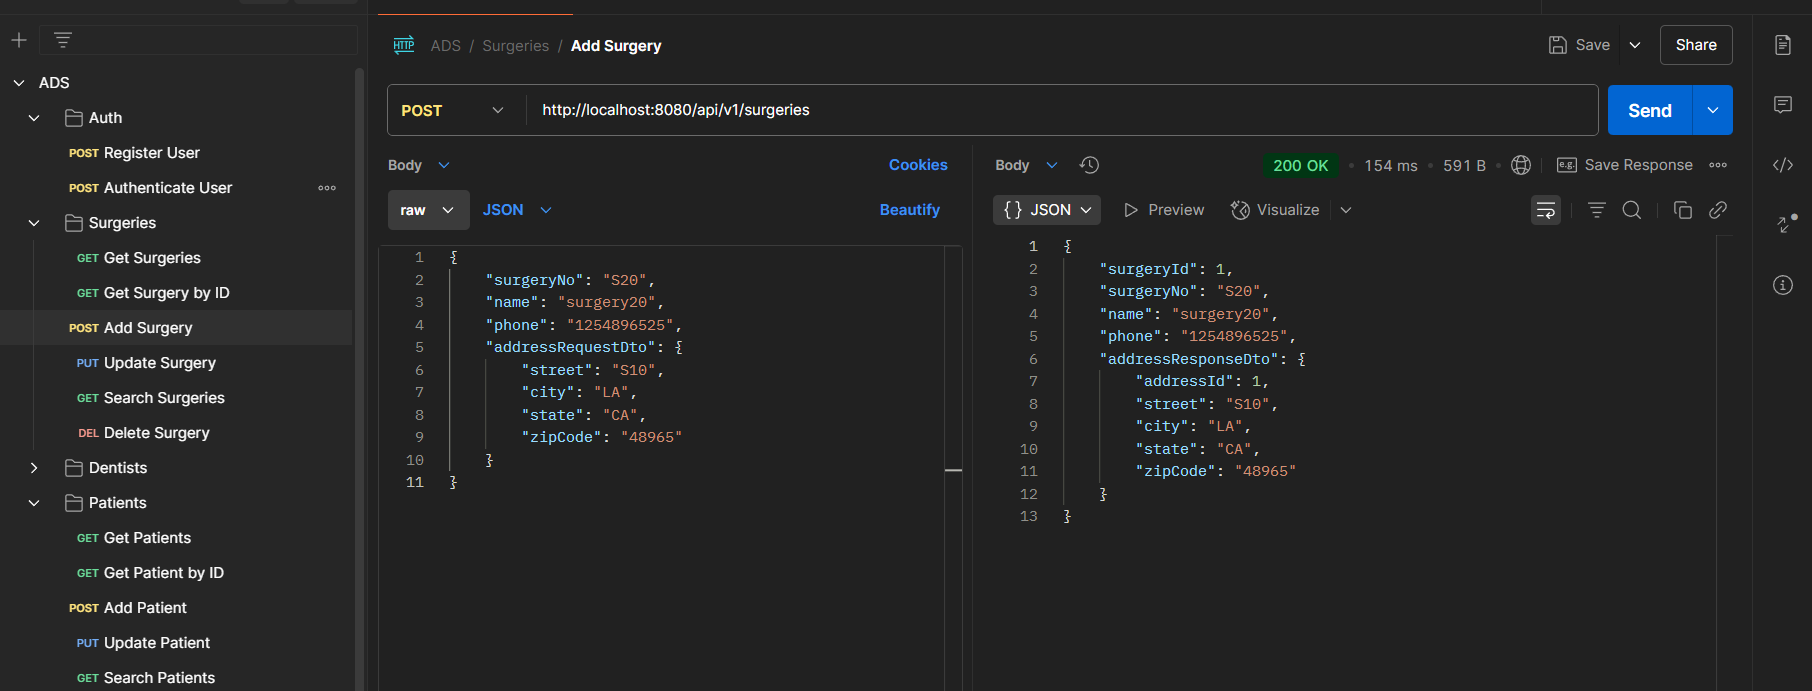 ADS
Auth
POST Register User
POST Authenticate User
Surgeries
GET Get Surgeries
GET Get Surgery by ID
POST Add Surgery
PUT Update Surgery
GET Search Surgeries
DEL Delete Surgery
Dentists
Patients
GET Get Patients
GET Get Patient by ID
POST Add Patient
PUT Update Patient
GET Search Patients
HTTP ADS / Surgeries / Add Surgery
Save
Share
POST http://localhost:8080/api/v1/surgeries
Send
Body Cookies
raw JSON Beautify
1 {
2 "surgeryNo": "S20",
3 "name": "surgery20",
4 "phone": "1254896525",
5 "addressRequestDto": {
6 "street": "S10",
7 "city": "LA",
8 "state": "CA",
9 "zipCode": "48965"
10 }
11 }
Body 200 OK • 154 ms • 591 B • e.g. Save Response
{} JSON Preview Visualize
1 {
2 "surgeryId": 1,
3 "surgeryNo": "S20",
4 "name": "surgery20",
5 "phone": "1254896525",
6 "addressResponseDto": {
7 "addressId": 1,
8 "street": "S10",
9 "city": "LA",
10 "state": "CA",
11 "zipCode": "48965"
12 }
13 }